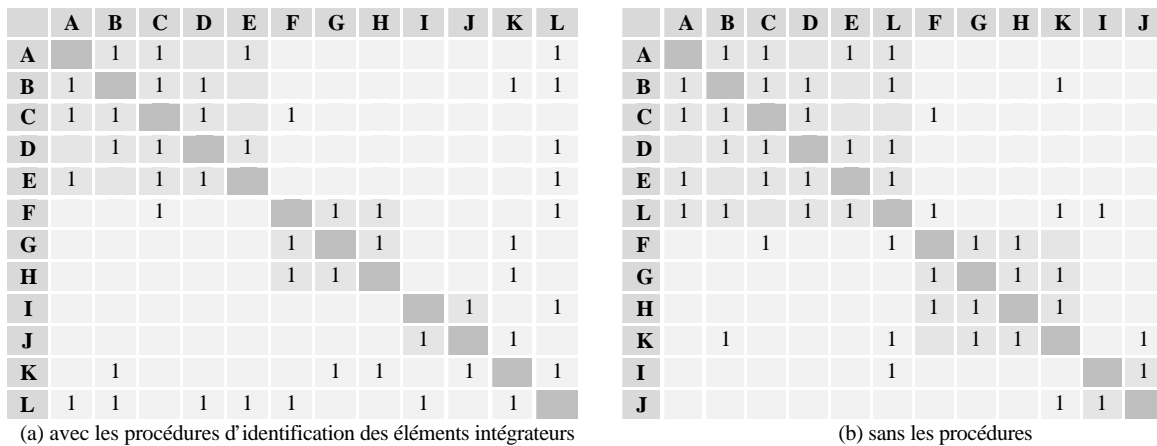 A B C D E F G H I J K L
A 1 1 1 1
B 1 1 1 1 1
C 1 1 1 1
D 1 1 1 1
E 1 1 1 1
F 1 1 1 1
G 1 1 1
H 1 1 1
I 1 1
J 1 1
K 1 1 1 1 1
L 1 1 1 1 1 1 1
(a) avec les procédures d'identification des éléments intégrateurs
A B C D E L F G H K I J
A 1 1 1 1
B 1 1 1 1 1
C 1 1 1 1
D 1 1 1 1
E 1 1 1 1
L 1 1 1 1 1 1 1
F 1 1 1 1
G 1 1 1
H 1 1 1
K 1 1 1 1 1
I 1 1
J 1 1
(b) sans les procédures